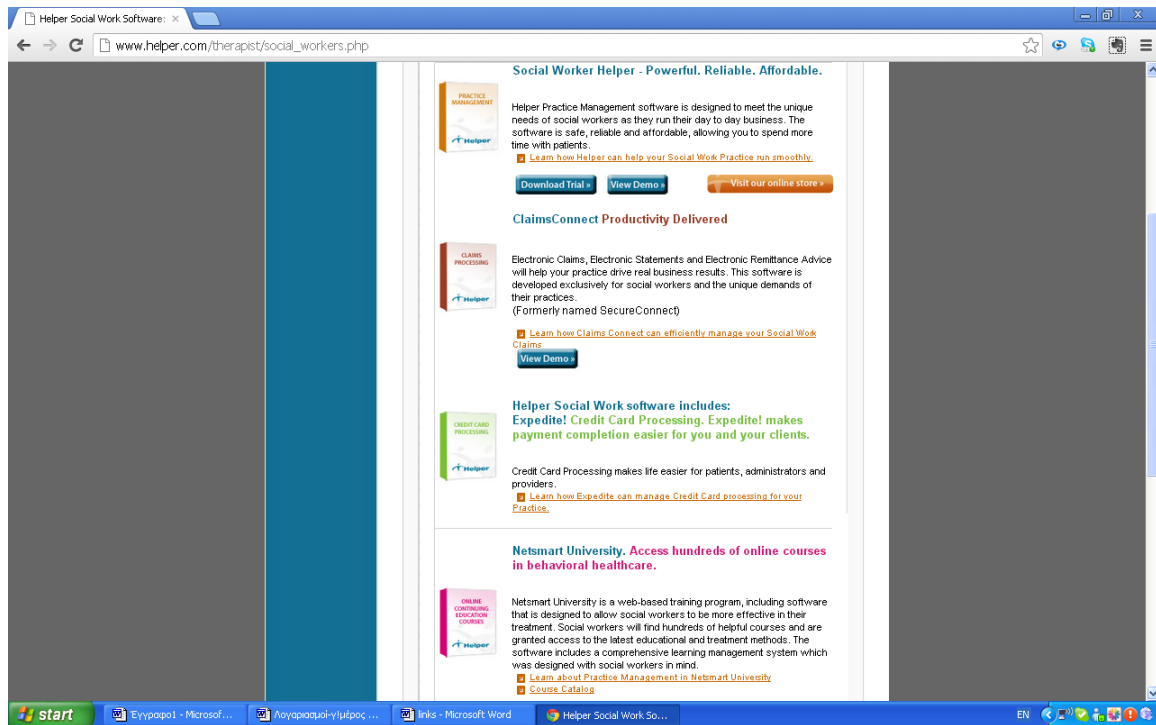 Helper Social Work Software:
www.helper.com/therapist/social_workers.php
Social Worker Helper - Powerful. Reliable. Affordable.
PRACTICE
MANAGEMENT
Helper
Helper Practice Management software is designed to meet the unique
needs of social workers as they run their day to day business. The
software is safe, reliable and affordable, allowing you to spend more
time with patients.
Learn how Helper can help your Social Work Practice run smoothly.
Download Trial »
View Demo »
Visit our online store »
ClaimsConnect Productivity Delivered
CLAIMS
PROCESSING
Helper
Electronic Claims, Electronic Statements and Electronic Remittance Advice
will help your practice drive real business results. This software is
developed exclusively for social workers and the unique demands of
their practices.
(Formerly named SecureConnect)
Learn how Claims Connect can efficiently manage your Social Work
Claims
View Demo »
Helper Social Work software includes:
Expedite! Credit Card Processing. Expedite! makes
payment completion easier for you and your clients.
CREDIT CARD
PROCESSING
Helper
Credit Card Processing makes life easier for patients, administrators and
providers.
Learn how Expedite can manage Credit Card processing for your
Practice.
Netsmart University. Access hundreds of online courses
in behavioral healthcare.
ONLINE
CONTINUING
EDUCATION
COURSES
Helper
Netsmart University is a web-based training program, including software
that is designed to allow social workers to be more effective in their
treatment. Social workers will find hundreds of helpful courses and are
granted access to the latest educational and treatment methods. The
software includes a comprehensive learning management system which
was designed with social workers in mind.
Learn about Practice Management in Netsmart University
Course Catalog
start
Έγγραφο1 - Microsof...
Λογαριασμοί-γ!μέρος ...
links - Microsoft Word
Helper Social Work So...
EN